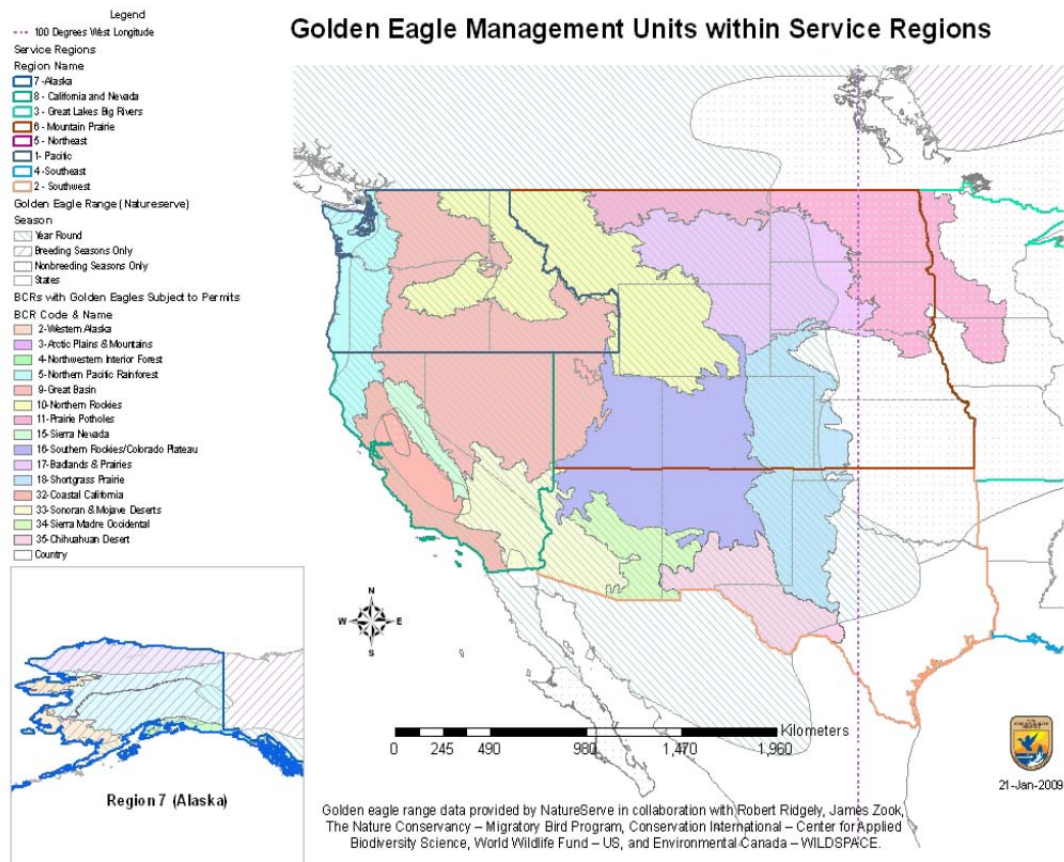 Legend
100 Degrees West Longitude
Service Regions
Region Name
7 -Alaska
8 - California and Nevada
3 - Great Lakes Big Rivers
6 - Mountain Prairie
5 - Northeast
1- Pacific
4 -Southeast
2 - Southwest
Golden Eagle Range (Natureserve)
Season
Year Round
Breeding Seasons Only
Nonbreeding Seasons Only
States
BCRs with Golden Eagles Subject to Permits
BCR Code & Name
2-Western Alaska
3-Arctic Plains & Mountains
4-Northwestern Interior Forest
5-Northern Pacific Rainforest
9-Great Basin
10-Northern Rockies
11-Prairie Potholes
15-Sierra Nevada
16-Southern Rockies/Colorado Plateau
17-Badlands & Prairies
18-Shortgrass Prairie
32-Coastal California
33-Sonoran & Mojave Deserts
34-Sierra Madre Occidental
35-Chihuahuan Desert
Country
Golden Eagle Management Units within Service Regions
N
W E
S
Kilometers
0 245 490 980 1,470 1,960
Region 7 (Alaska)
21-Jan-2009
Golden eagle range data provided by NatureServe in collaboration with Robert Ridgely, James Zook,
The Nature Conservancy – Migratory Bird Program, Conservation International – Center for Applied
Biodiversity Science, World Wildlife Fund – US, and Environmental Canada – WILDSPACE.